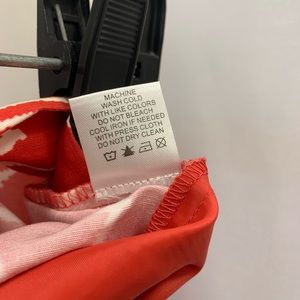 MACHINE
WASH COLD
WITH LIKE COLORS
DO NOT BLEACH
COOL IRON IF NEEDED
WITH PRESS CLOTH
DO NOT DRY CLEAN